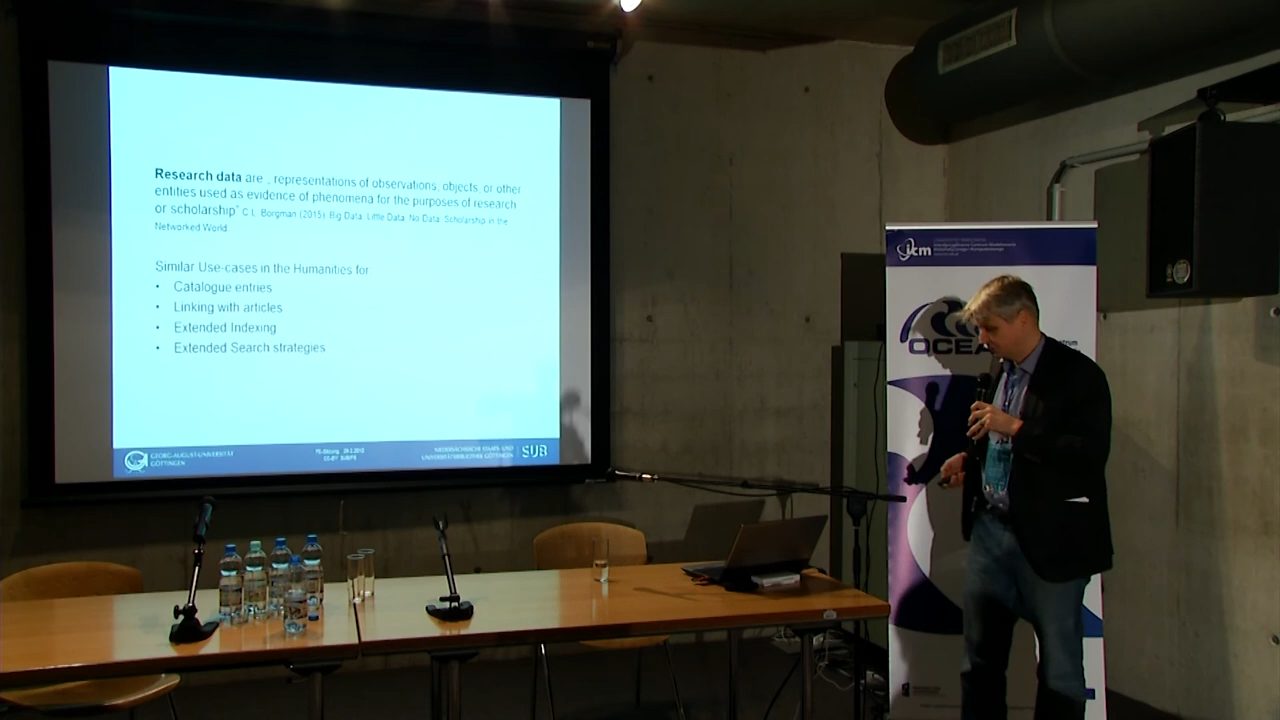 Research data are „ representations of observations, objects, or other
entities used as evidence of phenomena for the purposes of research
or scholarship" C.L. Borgman (2015). Big Data, Little Data, No Data. Scholarship in the
Networked World
Similar Use-cases in the Humanities for
• Catalogue entries
• Linking with articles
• Extended Indexing
• Extended Search strategies
GEORG-AUGUST-UNIVERSITÄT
GÖTTINGEN
NIEDERSÄCHSISCHE STAATS- UND
UNIVERSITÄTSBIBLIOTHEK GÖTTINGEN
SUB
icm
OCEA